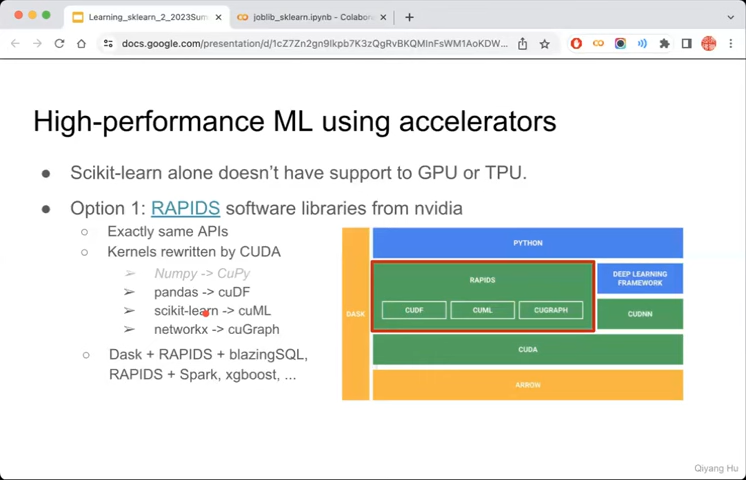 Learning_sklearn_2_2023Sum
joblib_sklearn.ipynb - Colabora
docs.google.com/presentation/d/1cZ7Zn2gn9Ikpb7K3zQgRvBKQMInFsWM1AoKDW...
High-performance ML using accelerators
● Scikit-learn alone doesn't have support to GPU or TPU.
● Option 1: RAPIDS software libraries from nvidia
○ Exactly same APIs
○ Kernels rewritten by CUDA
➢ Numpy -> CuPy
➢ pandas -> cuDF
➢ scikit-learn -> cuML
➢ networkx -> cuGraph
○ Dask + RAPIDS + blazingSQL,
RAPIDS + Spark, xgboost, ...
DASK
PYTHON
RAPIDS
CUDF
CUML
CUGRAPH
DEEP LEARNING
FRAMEWORK
CUDNN
CUDA
ARROW
Qiyang Hu